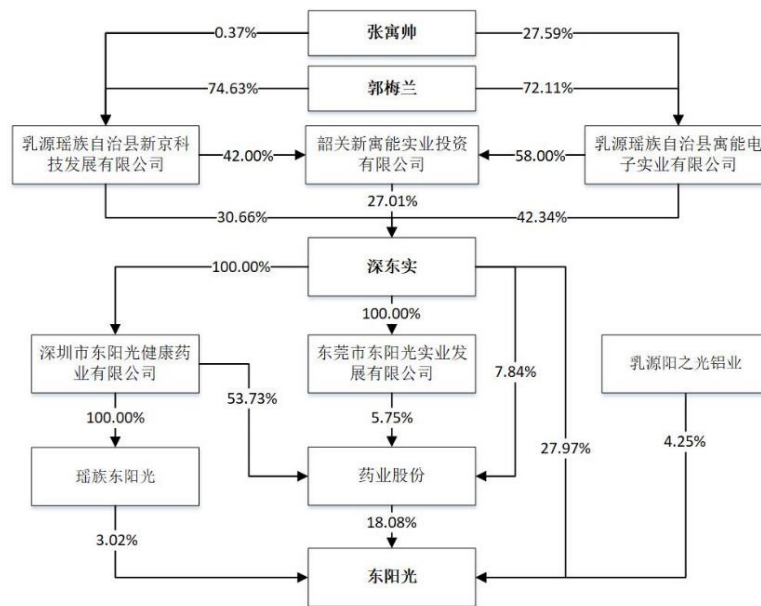 0.37%
张寓帅
27.59%
74.63%
郭梅兰
72.11%
乳源瑶族自治县新京科
技发展有限公司
42.00%
韶关新寓能实业投资
有限公司
58.00%
乳源瑶族自治县寓能电
子实业有限公司
27.01%
30.66%
42.34%
深东实
100.00%
100.00%
深圳市东阳光健康药
业有限公司
东莞市东阳光实业发
展有限公司
7.84%
乳源阳之光铝业
53.73%
100.00%
5.75%
27.97%
4.25%
瑶族东阳光
药业股份
18.08%
3.02%
东阳光